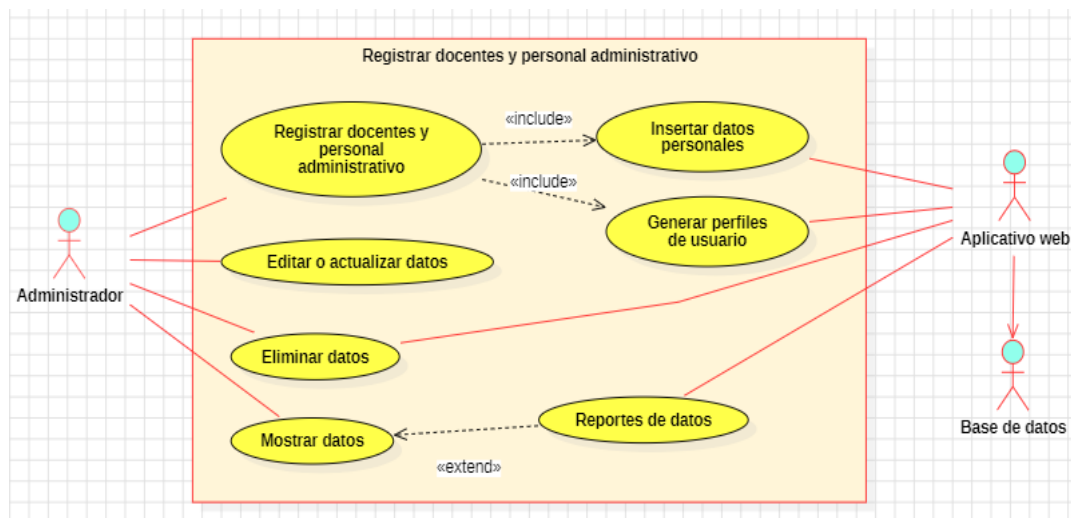 Registrar docentes y personal administrativo
Registrar docentes y
personal
administrativo
«include»
Insertar datos
personales
«include»
Generar perfiles
de usuario
Aplicativo web
Editar o actualizar datos
Administrador
Eliminar datos
Mostrar datos
«extend»
Reportes de datos
Base de datos